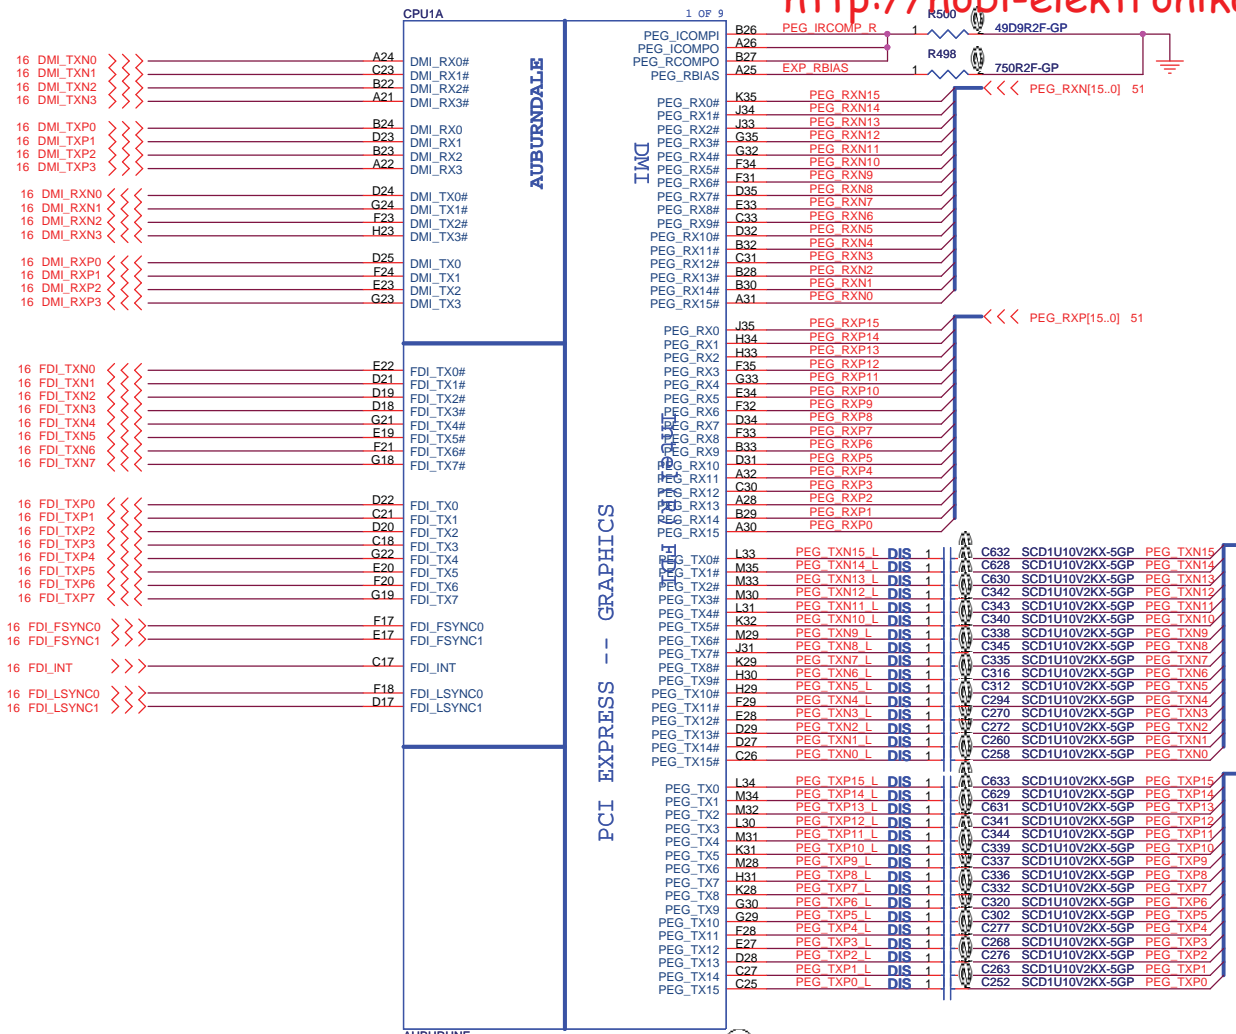 http://hobi-elektronika
CPU1A
1 OF 9
AUBURNDALE
DMI
PCI EXPRESS -- GRAPHICS
16 DMI_TXN0 A24 DMI_RX0#
16 DMI_TXN1 C23 DMI_RX1#
16 DMI_TXN2 B22 DMI_RX2#
16 DMI_TXN3 A21 DMI_RX3#
16 DMI_TXP0 B24 DMI_RX0
16 DMI_TXP1 D23 DMI_RX1
16 DMI_TXP2 B23 DMI_RX2
16 DMI_TXP3 A22 DMI_RX3
16 DMI_RXN0 D24 DMI_TX0#
16 DMI_RXN1 G24 DMI_TX1#
16 DMI_RXN2 F23 DMI_TX2#
16 DMI_RXN3 H23 DMI_TX3#
16 DMI_RXP0 D25 DMI_TX0
16 DMI_RXP1 F24 DMI_TX1
16 DMI_RXP2 E23 DMI_TX2
16 DMI_RXP3 G23 DMI_TX3
16 FDI_TXN0 E22 FDI_TX0#
16 FDI_TXN1 D21 FDI_TX1#
16 FDI_TXN2 D19 FDI_TX2#
16 FDI_TXN3 D18 FDI_TX3#
16 FDI_TXN4 G21 FDI_TX4#
16 FDI_TXN5 E19 FDI_TX5#
16 FDI_TXN6 F21 FDI_TX6#
16 FDI_TXN7 G18 FDI_TX7#
16 FDI_TXP0 D22 FDI_TX0
16 FDI_TXP1 C21 FDI_TX1
16 FDI_TXP2 D20 FDI_TX2
16 FDI_TXP3 C18 FDI_TX3
16 FDI_TXP4 G22 FDI_TX4
16 FDI_TXP5 E20 FDI_TX5
16 FDI_TXP6 F20 FDI_TX6
16 FDI_TXP7 G19 FDI_TX7
16 FDI_FSYNC0 F17 FDI_FSYNC0
16 FDI_FSYNC1 E17 FDI_FSYNC1
16 FDI_INT C17 FDI_INT
16 FDI_LSYNC0 F18 FDI_LSYNC0
16 FDI_LSYNC1 D17 FDI_LSYNC1
PEG_ICOMPI B26 PEG_IRCOMP_R 1 R500 49D9R2F-GP
PEG_ICOMPO A26
PEG_RCOMPO B27
PEG_RBIAS A25 EXP_RBIAS 1 R498 750R2F-GP
PEG_RXN[15..0] 51
PEG_RX0# K35 PEG_RXN15
PEG_RX1# J34 PEG_RXN14
PEG_RX2# J33 PEG_RXN13
PEG_RX3# G35 PEG_RXN12
PEG_RX4# G32 PEG_RXN11
PEG_RX5# F34 PEG_RXN10
PEG_RX6# F31 PEG_RXN9
PEG_RX7# D35 PEG_RXN8
PEG_RX8# E33 PEG_RXN7
PEG_RX9# C33 PEG_RXN6
PEG_RX10# D32 PEG_RXN5
PEG_RX11# B32 PEG_RXN4
PEG_RX12# C31 PEG_RXN3
PEG_RX13# B28 PEG_RXN2
PEG_RX14# B30 PEG_RXN1
PEG_RX15# A31 PEG_RXN0
PEG_RXP[15..0] 51
PEG_RX0 J35 PEG_RXP15
PEG_RX1 H34 PEG_RXP14
PEG_RX2 H33 PEG_RXP13
PEG_RX3 F35 PEG_RXP12
PEG_RX4 G33 PEG_RXP11
PEG_RX5 E34 PEG_RXP10
PEG_RX6 F32 PEG_RXP9
PEG_RX7 D34 PEG_RXP8
PEG_RX8 F33 PEG_RXP7
PEG_RX9 B33 PEG_RXP6
PEG_RX10 D31 PEG_RXP5
PEG_RX11 A32 PEG_RXP4
PEG_RX12 C30 PEG_RXP3
PEG_RX13 A28 PEG_RXP2
PEG_RX14 B29 PEG_RXP1
PEG_RX15 A30 PEG_RXP0
PEG_TX0# L33 PEG_TXN15_L DIS 1 C632 SCD1U10V2KX-5GP PEG_TXN15
PEG_TX1# M35 PEG_TXN14_L DIS 1 C628 SCD1U10V2KX-5GP PEG_TXN14
PEG_TX2# M33 PEG_TXN13_L DIS 1 C630 SCD1U10V2KX-5GP PEG_TXN13
PEG_TX3# M30 PEG_TXN12_L DIS 1 C342 SCD1U10V2KX-5GP PEG_TXN12
PEG_TX4# L31 PEG_TXN11_L DIS 1 C343 SCD1U10V2KX-5GP PEG_TXN11
PEG_TX5# K32 PEG_TXN10_L DIS 1 C340 SCD1U10V2KX-5GP PEG_TXN10
PEG_TX6# M29 PEG_TXN9_L DIS 1 C338 SCD1U10V2KX-5GP PEG_TXN9
PEG_TX7# J31 PEG_TXN8_L DIS 1 C345 SCD1U10V2KX-5GP PEG_TXN8
PEG_TX8# K29 PEG_TXN7_L DIS 1 C335 SCD1U10V2KX-5GP PEG_TXN7
PEG_TX9# H30 PEG_TXN6_L DIS 1 C316 SCD1U10V2KX-5GP PEG_TXN6
PEG_TX10# H29 PEG_TXN5_L DIS 1 C312 SCD1U10V2KX-5GP PEG_TXN5
PEG_TX11# F29 PEG_TXN4_L DIS 1 C294 SCD1U10V2KX-5GP PEG_TXN4
PEG_TX12# E28 PEG_TXN3_L DIS 1 C270 SCD1U10V2KX-5GP PEG_TXN3
PEG_TX13# D29 PEG_TXN2_L DIS 1 C272 SCD1U10V2KX-5GP PEG_TXN2
PEG_TX14# D27 PEG_TXN1_L DIS 1 C260 SCD1U10V2KX-5GP PEG_TXN1
PEG_TX15# C26 PEG_TXN0_L DIS 1 C258 SCD1U10V2KX-5GP PEG_TXN0
PEG_TX0 L34 PEG_TXP15_L DIS 1 C633 SCD1U10V2KX-5GP PEG_TXP15
PEG_TX1 M34 PEG_TXP14_L DIS 1 C629 SCD1U10V2KX-5GP PEG_TXP14
PEG_TX2 M32 PEG_TXP13_L DIS 1 C631 SCD1U10V2KX-5GP PEG_TXP13
PEG_TX3 L30 PEG_TXP12_L DIS 1 C341 SCD1U10V2KX-5GP PEG_TXP12
PEG_TX4 M31 PEG_TXP11_L DIS 1 C344 SCD1U10V2KX-5GP PEG_TXP11
PEG_TX5 K31 PEG_TXP10_L DIS 1 C339 SCD1U10V2KX-5GP PEG_TXP10
PEG_TX6 M28 PEG_TXP9_L DIS 1 C337 SCD1U10V2KX-5GP PEG_TXP9
PEG_TX7 H31 PEG_TXP8_L DIS 1 C336 SCD1U10V2KX-5GP PEG_TXP8
PEG_TX8 K28 PEG_TXP7_L DIS 1 C332 SCD1U10V2KX-5GP PEG_TXP7
PEG_TX9 G30 PEG_TXP6_L DIS 1 C320 SCD1U10V2KX-5GP PEG_TXP6
PEG_TX10 G29 PEG_TXP5_L DIS 1 C302 SCD1U10V2KX-5GP PEG_TXP5
PEG_TX11 F28 PEG_TXP4_L DIS 1 C277 SCD1U10V2KX-5GP PEG_TXP4
PEG_TX12 E27 PEG_TXP3_L DIS 1 C268 SCD1U10V2KX-5GP PEG_TXP3
PEG_TX13 D28 PEG_TXP2_L DIS 1 C276 SCD1U10V2KX-5GP PEG_TXP2
PEG_TX14 C27 PEG_TXP1_L DIS 1 C263 SCD1U10V2KX-5GP PEG_TXP1
PEG_TX15 C25 PEG_TXP0_L DIS 1 C252 SCD1U10V2KX-5GP PEG_TXP0